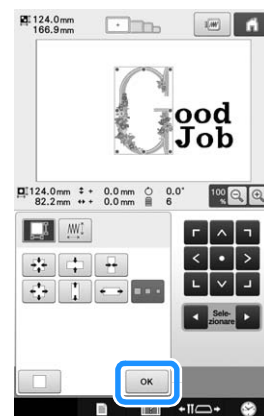 124.0mm
166.9mm
G
ood
Job
124.0mm + 0.0mm 0.0°
82.2mm + 0.0mm 6
100 %
OK
Sele-
zionare